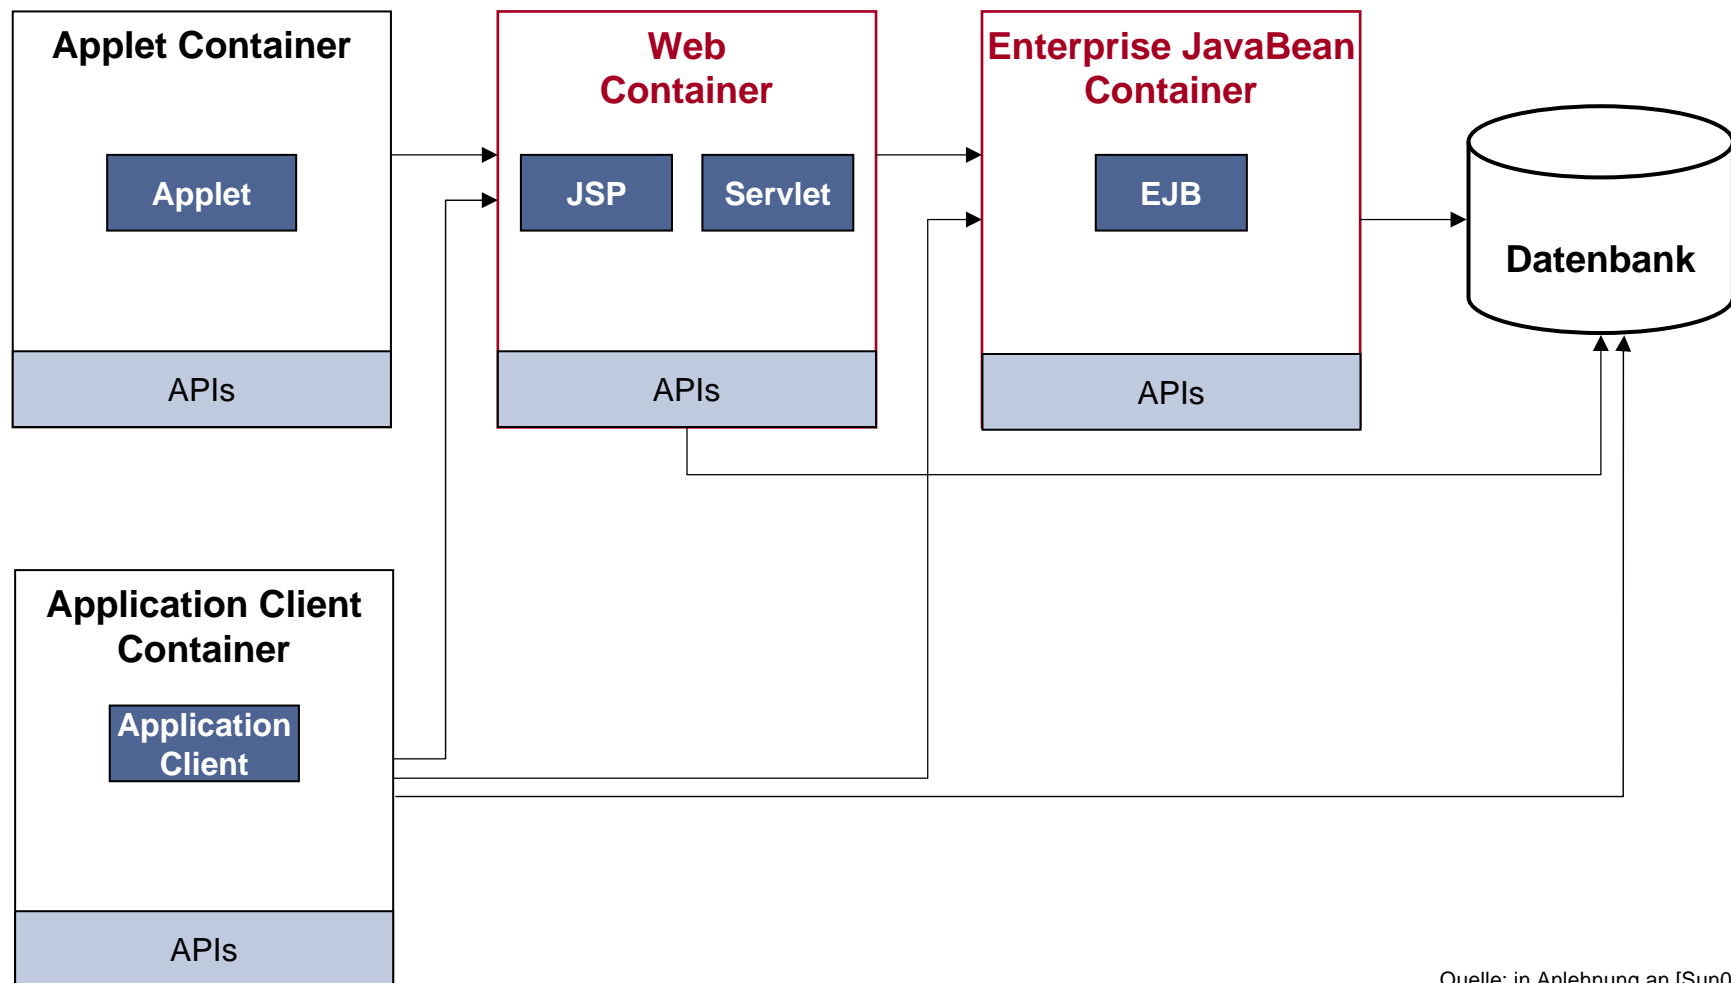 Applet Container
Applet
APIs
Web
Container
JSP
Servlet
APIs
Enterprise JavaBean
Container
EJB
APIs
Datenbank
Application Client
Container
Application
Client
APIs
Quelle: in Anlehnung an [Sun0